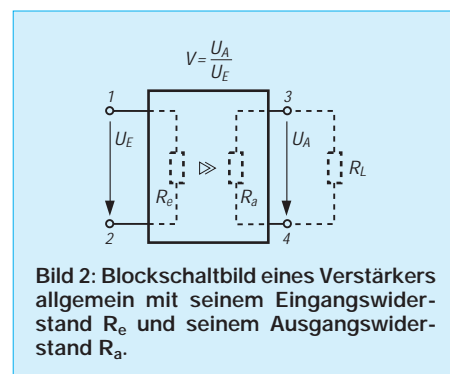 V = U_A / U_E
1
3
U_E
U_A
R_e
≫
R_a
R_L
2
4
Bild 2: Blockschaltbild eines Verstärkers
allgemein mit seinem Eingangswider-
stand R_e und seinem Ausgangswider-
stand R_a.